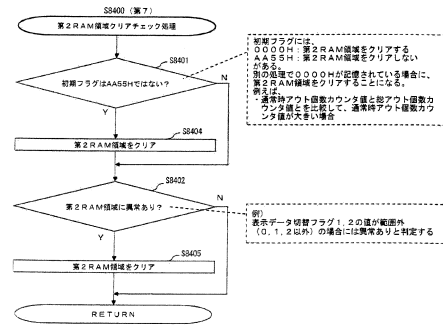 S8400（第７）
第２ＲＡＭ領域クリアチェック処理
S8401
初期フラグはAA55Hではない？
N
Y
S8404
第２ＲＡＭ領域をクリア
S8402
第２ＲＡＭ領域に異常あり？
N
Y
S8405
第２ＲＡＭ領域をクリア
ＲＥＴＵＲＮ
初期フラグには、
００００Ｈ：第２ＲＡＭ領域をクリアする
ＡＡ５５Ｈ：第２ＲＡＭ領域をクリアしない
がある。
別の処理で００００Ｈが記憶されている場合に、
第２ＲＡＭ領域をクリアすることになる。
例えば、
・通常時アウト個数カウンタ値と総アウト個数カ
ウンタ値とを比較して、通常時アウト個数カウ
ンタ値が大きい場合
例）
表示データ切替フラグ１，２の値が範囲外
（０，１，２以外）の場合には異常ありと判定する